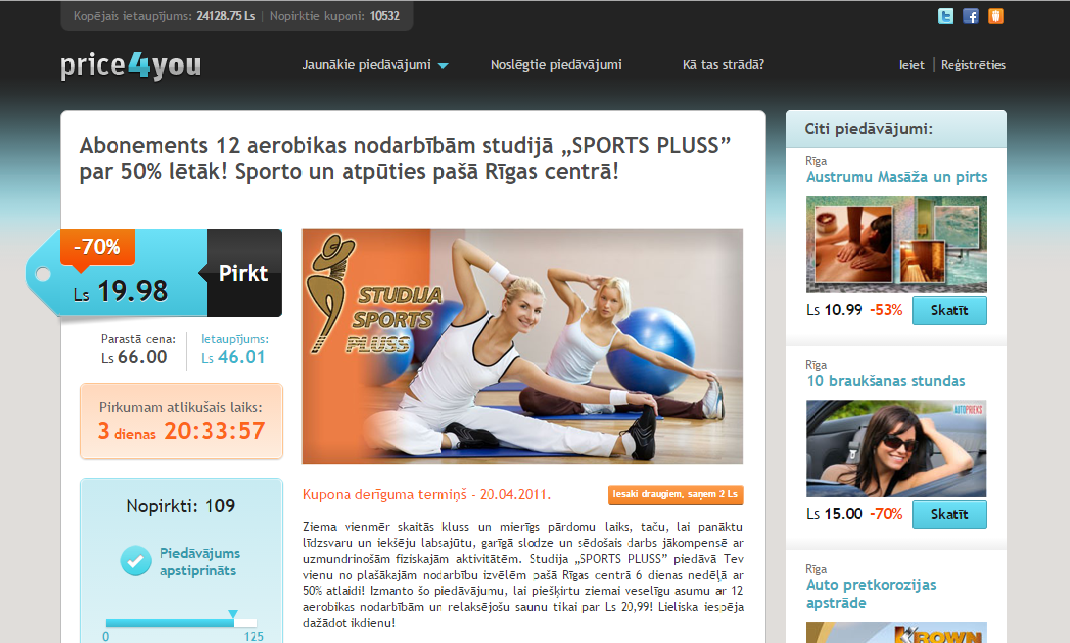 Kopējais ietaupījums: 24128.75 Ls | Nopirktie kuponi: 10532
price4you
Jaunākie piedāvājumi
Noslēgtie piedāvājumi
Kā tas strādā?
Ieiet | Reģistrēties
Abonements 12 aerobikas nodarbībām studijā „SPORTS PLUSS”
par 50% lētāk! Sporto un atpūties pašā Rīgas centrā!
-70%
Ls 19.98
Pirkt
Parastā cena:
Ls 66.00
Ietaupījums:
Ls 46.01
Pirkumam atlikušais laiks:
3 dienas 20:33:57
Nopirkti: 109
Piedāvājums
apstiprināts
0 125
STUDIJA
SPORTS
PLUSS
Kupona derīguma termiņš - 20.04.2011.
Iesaki draugiem, saņem 2 Ls
Ziema vienmēr skaitās kluss un mierīgs pārdomu laiks, taču, lai panāktu
līdzsvaru un iekšēju labsajūtu, garīgā slodze un sēdošais darbs jākompensē ar
uzmundrinošām fiziskajām aktivitātēm. Studija „SPORTS PLUSS” piedāvā Tev
vienu no plašākajām nodarbību izvēlēm pašā Rīgas centrā 6 dienas nedēļā ar
50% atlaidi! Izmanto šo piedāvājumu, lai piešķirtu ziemai veselīgu asumu ar 12
aerobikas nodarbībām un relaksējošu saunu tikai par Ls 20,99! Lieliska iespēja
dažādot ikdienu!
Citi piedāvājumi:
Rīga
Austrumu Masāža un pirts
Ls 10.99 -53% Skatīt
Rīga
10 braukšanas stundas
AUTOPRIEKS
Ls 15.00 -70% Skatīt
Rīga
Auto pretkorozijas
apstrāde
KROWN